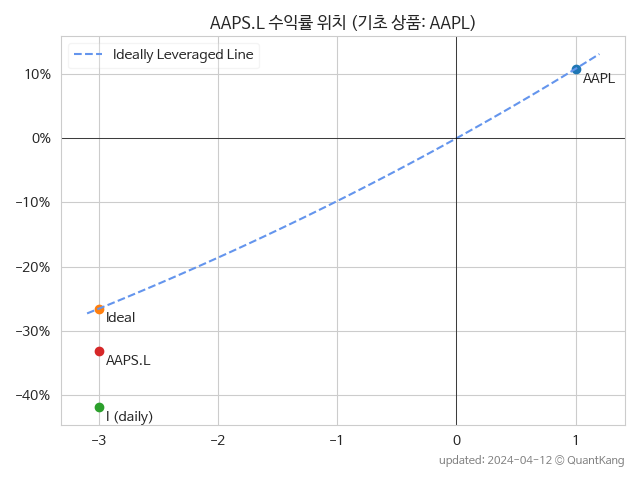 AAPS.L 수익률 위치 (기초 상품: AAPL)
Ideally Leveraged Line
10%
0%
−10%
−20%
−30%
−40%
AAPL
Ideal
AAPS.L
I (daily)
−3
−2
−1
0
1
updated: 2024-04-12 © QuantKang